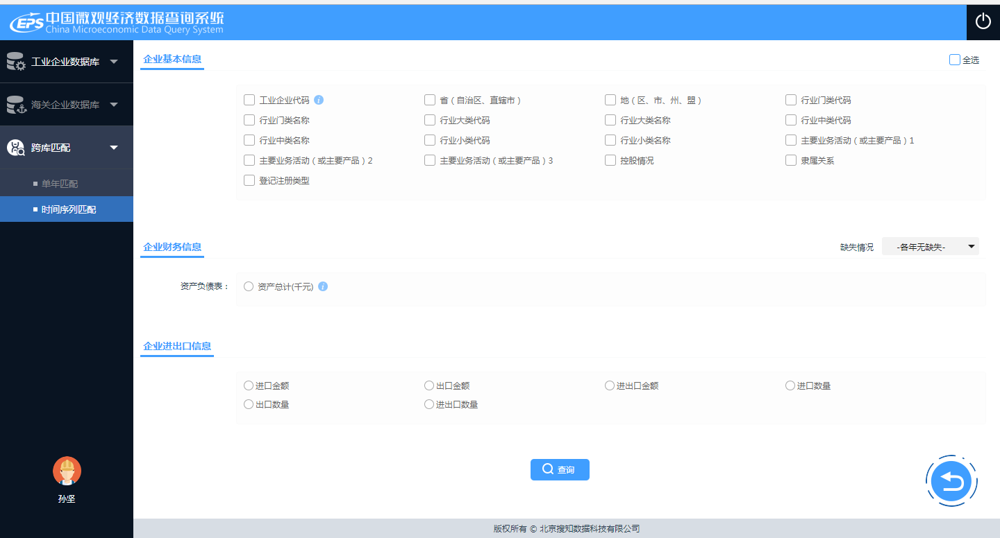 EPS 中国微观经济数据查询系统
China Microeconomic Data Query System
工业企业数据库
海关企业数据库
跨库匹配
单年匹配
时间序列匹配
孙坚
企业基本信息 全选
工业企业代码 i 省（自治区、直辖市） 地（区、市、州、盟） 行业门类代码
行业门类名称 行业大类代码 行业大类名称 行业中类代码
行业中类名称 行业小类代码 行业小类名称 主要业务活动（或主要产品）1
主要业务活动（或主要产品）2 主要业务活动（或主要产品）3 控股情况 隶属关系
登记注册类型
企业财务信息 缺失情况 -各年无缺失-
资产负债表： 资产总计(千元) i
企业进出口信息
进口金额 出口金额 进出口金额 进口数量
出口数量 进出口数量
查询
版权所有 © 北京搜知数据科技有限公司